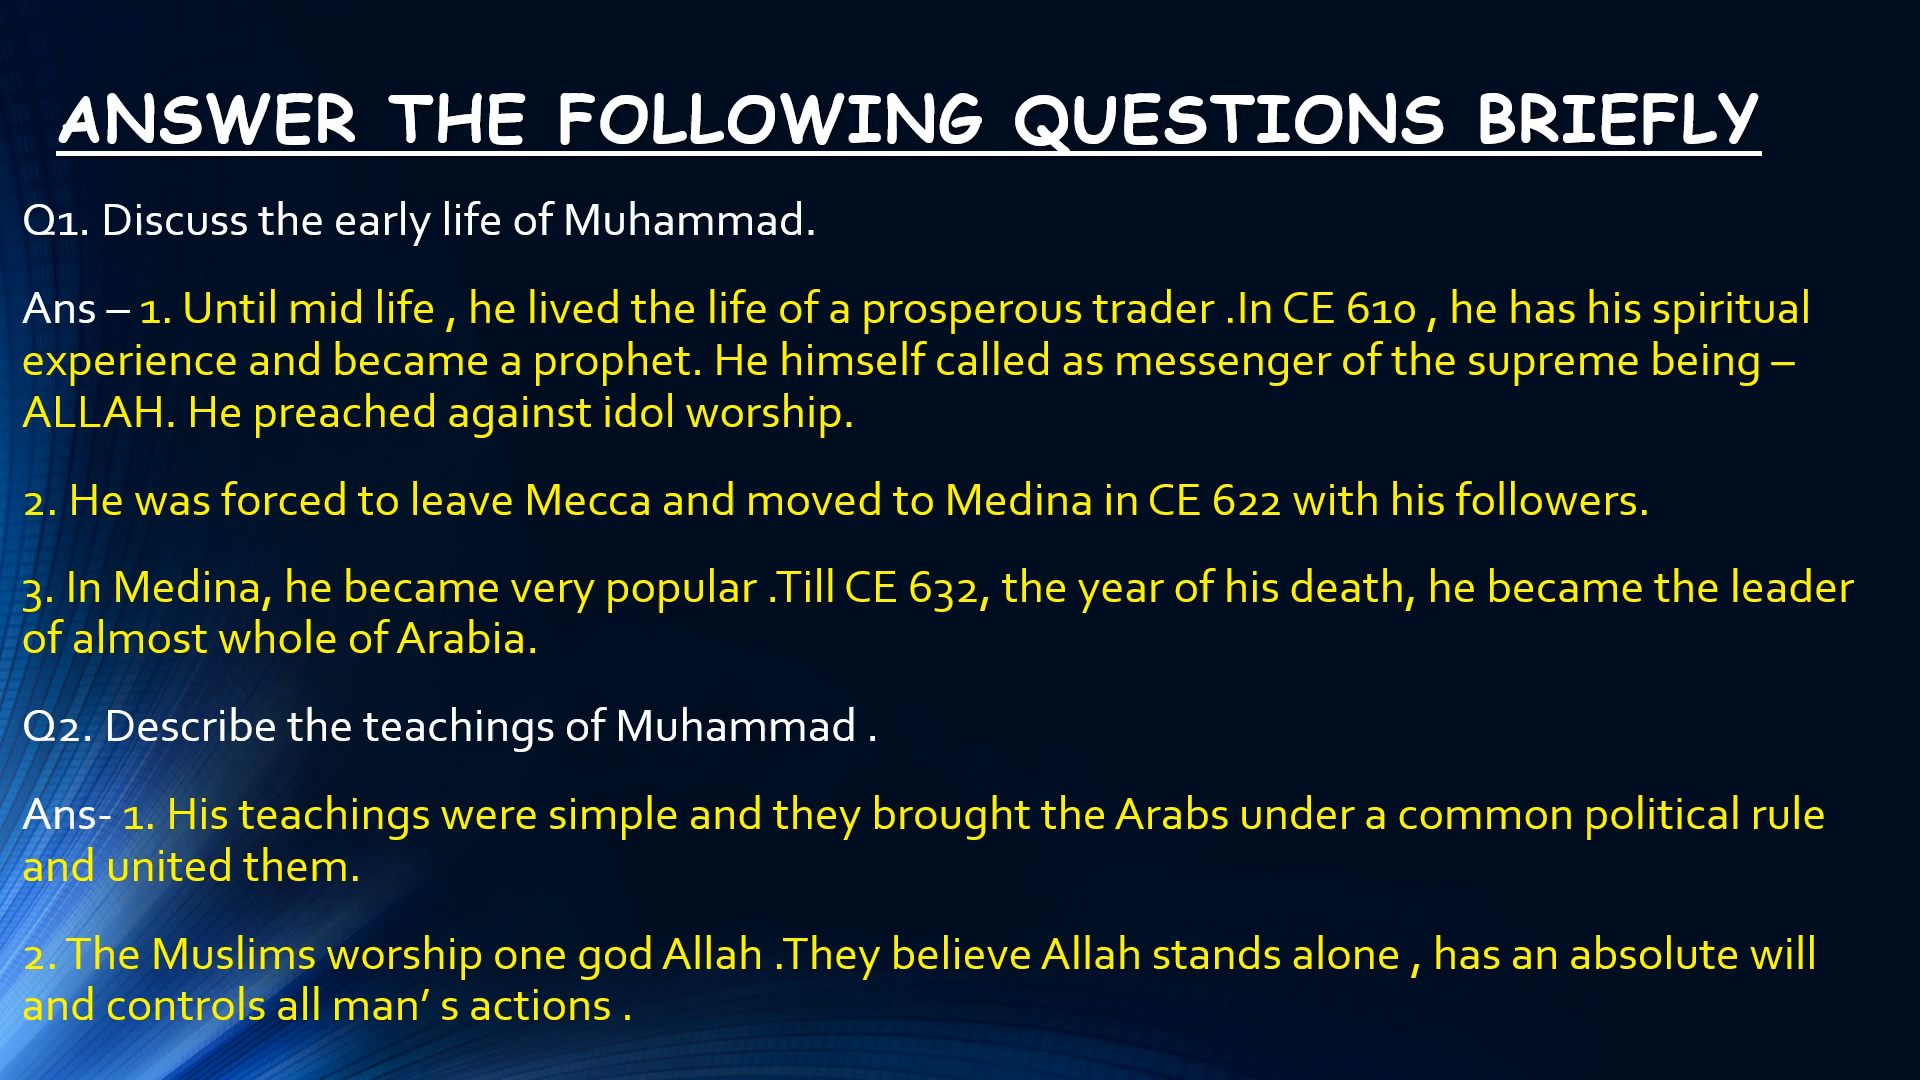 ANSWER THE FOLLOWING QUESTIONS BRIEFLY
Q1. Discuss the early life of Muhammad.
Ans – 1. Until mid life , he lived the life of a prosperous trader .In CE 610 , he has his spiritual
experience and became a prophet. He himself called as messenger of the supreme being –
ALLAH. He preached against idol worship.
2. He was forced to leave Mecca and moved to Medina in CE 622 with his followers.
3. In Medina, he became very popular .Till CE 632, the year of his death, he became the leader
of almost whole of Arabia.
Q2. Describe the teachings of Muhammad .
Ans- 1. His teachings were simple and they brought the Arabs under a common political rule
and united them.
2. The Muslims worship one god Allah .They believe Allah stands alone , has an absolute will
and controls all man’ s actions .